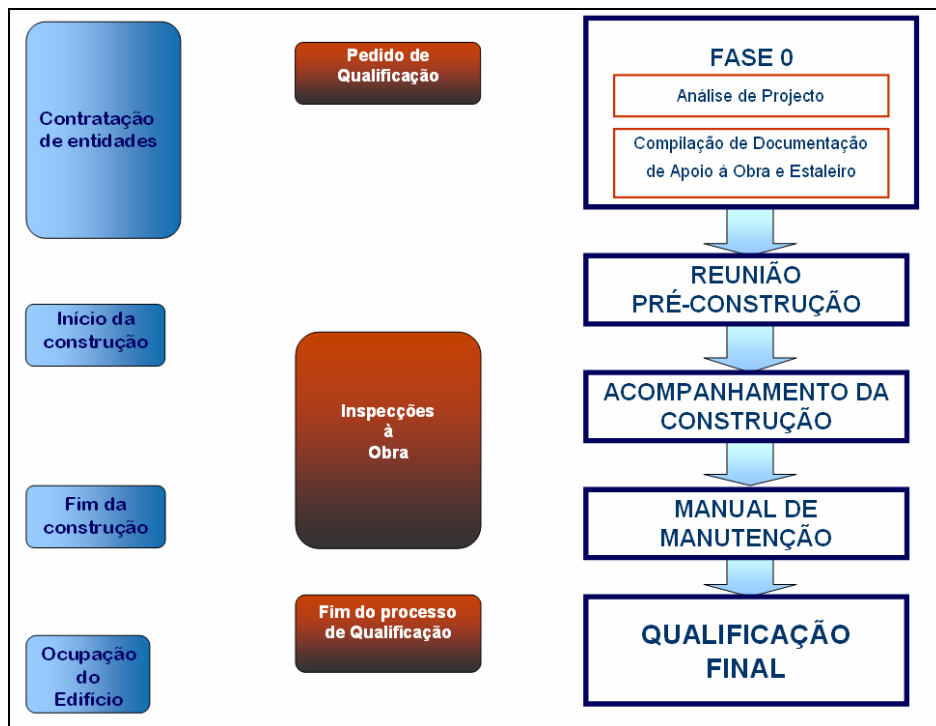 Contratação
de entidades
Início da
construção
Fim da
construção
Ocupação
do
Edifício
Pedido de
Qualificação
Inspecções
à
Obra
Fim do processo
de Qualificação
FASE 0
Análise de Projecto
Compilação de Documentação
de Apoio à Obra e Estaleiro
REUNIÃO
PRÉ-CONSTRUÇÃO
ACOMPANHAMENTO DA
CONSTRUÇÃO
MANUAL DE
MANUTENÇÃO
QUALIFICAÇÃO
FINAL